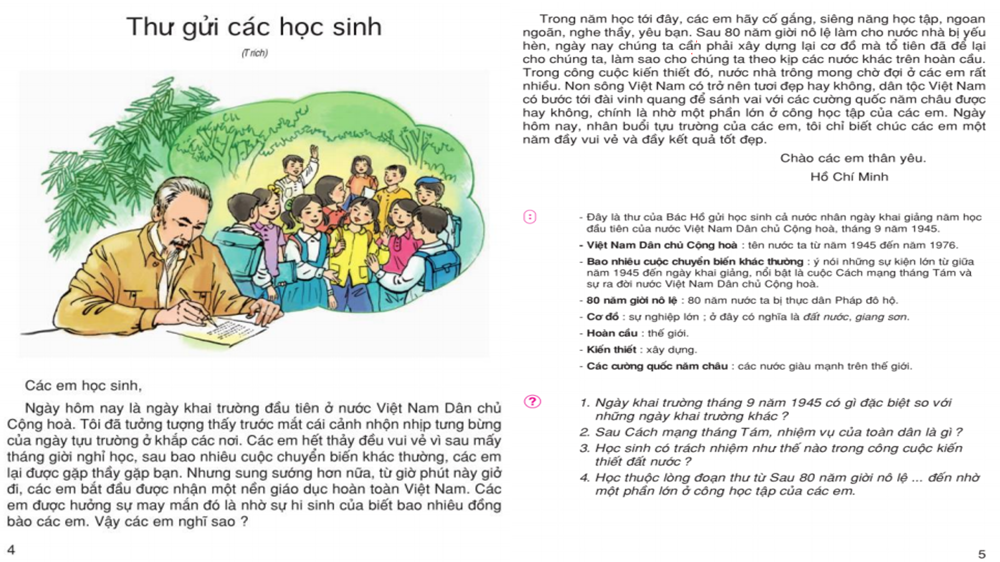 Thư gửi các học sinh
(Trích)
Các em học sinh,
Ngày hôm nay là ngày khai trường đầu tiên ở nước Việt Nam Dân chủ
Cộng hoà. Tôi đã tưởng tượng thấy trước mắt cái cảnh nhộn nhịp tưng bừng
của ngày tựu trường ở khắp các nơi. Các em hết thảy đều vui vẻ vì sau mấy
tháng giời nghỉ học, sau bao nhiêu cuộc chuyển biến khác thường, các em
lại được gặp thầy gặp bạn. Nhưng sung sướng hơn nữa, từ giờ phút này giở
đi, các em bắt đầu được nhận một nền giáo dục hoàn toàn Việt Nam. Các
em được hưởng sự may mắn đó là nhờ sự hi sinh của biết bao nhiêu đồng
bào các em. Vậy các em nghĩ sao ?
4
Trong năm học tới đây, các em hãy cố gắng, siêng năng học tập, ngoan
ngoãn, nghe thầy, yêu bạn. Sau 80 năm giời nô lệ làm cho nước nhà bị yếu
hèn, ngày nay chúng ta cần phải xây dựng lại cơ đồ mà tổ tiên đã để lại
cho chúng ta, làm sao cho chúng ta theo kịp các nước khác trên hoàn cầu.
Trong công cuộc kiến thiết đó, nước nhà trông mong chờ đợi ở các em rất
nhiều. Non sông Việt Nam có trở nên tươi đẹp hay không, dân tộc Việt Nam
có bước tới đài vinh quang để sánh vai với các cường quốc năm châu được
hay không, chính là nhờ một phần lớn ở công học tập của các em. Ngày
hôm nay, nhân buổi tựu trường của các em, tôi chỉ biết chúc các em một
năm đầy vui vẻ và đầy kết quả tốt đẹp.
Chào các em thân yêu.
Hồ Chí Minh
:
- Đây là thư của Bác Hồ gửi học sinh cả nước nhân ngày khai giảng năm học
đầu tiên của nước Việt Nam Dân chủ Cộng hoà, tháng 9 năm 1945.
- Việt Nam Dân chủ Cộng hoà : tên nước ta từ năm 1945 đến năm 1976.
- Bao nhiêu cuộc chuyển biến khác thường : ý nói những sự kiện lớn từ giữa
năm 1945 đến ngày khai giảng, nổi bật là cuộc Cách mạng tháng Tám và
sự ra đời nước Việt Nam Dân chủ Cộng hoà.
- 80 năm giời nô lệ : 80 năm nước ta bị thực dân Pháp đô hộ.
- Cơ đồ : sự nghiệp lớn ; ở đây có nghĩa là đất nước, giang sơn.
- Hoàn cầu : thế giới.
- Kiến thiết : xây dựng.
- Các cường quốc năm châu : các nước giàu mạnh trên thế giới.
?
1. Ngày khai trường tháng 9 năm 1945 có gì đặc biệt so với
những ngày khai trường khác ?
2. Sau Cách mạng tháng Tám, nhiệm vụ của toàn dân là gì ?
3. Học sinh có trách nhiệm như thế nào trong công cuộc kiến
thiết đất nước ?
4. Học thuộc lòng đoạn thư từ Sau 80 năm giời nô lệ ... đến nhờ
một phần lớn ở công học tập của các em.
5